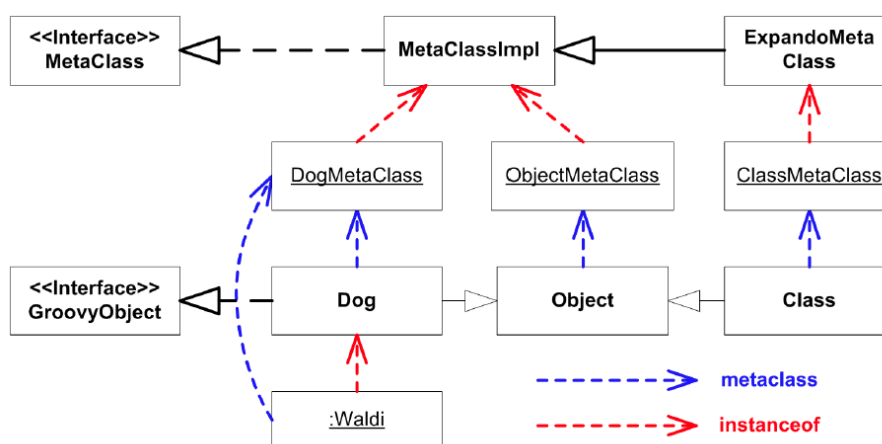 <<Interface>>
MetaClass
MetaClassImpl
ExpandoMeta
Class
DogMetaClass
ObjectMetaClass
ClassMetaClass
<<Interface>>
GroovyObject
Dog
Object
Class
:Waldi
metaclass
instanceof